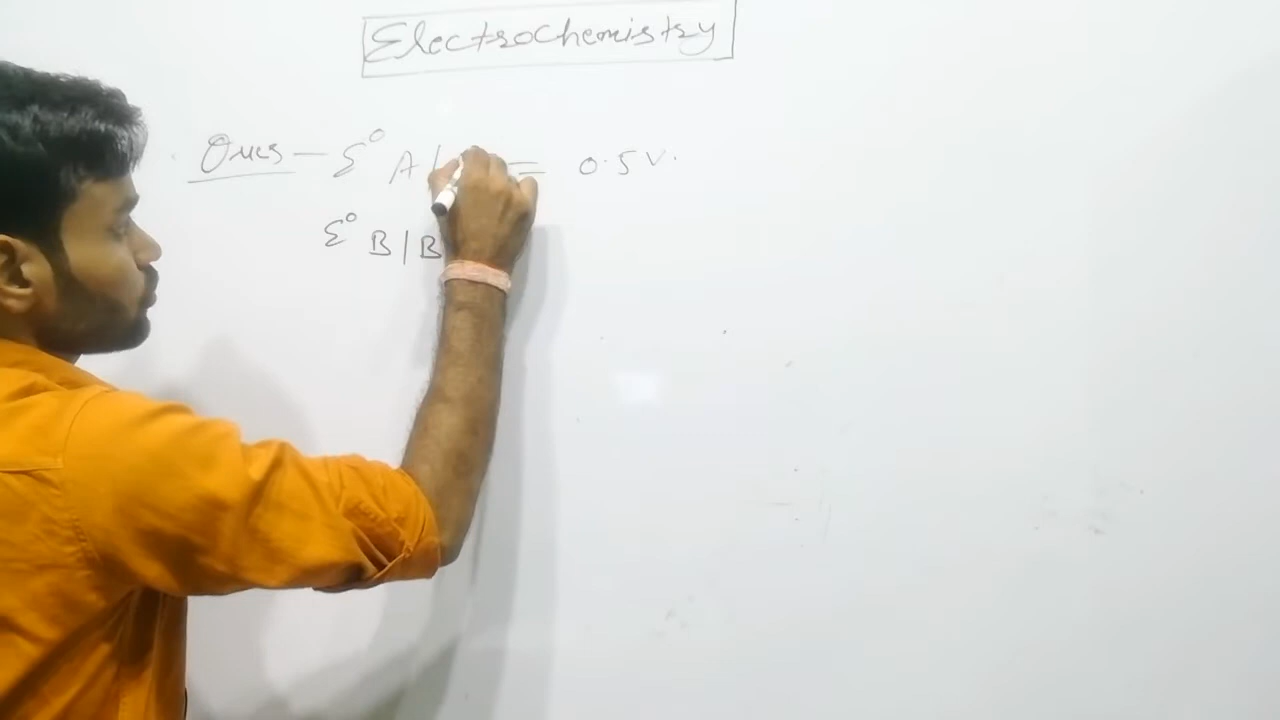 Electrochemistry
Ques — ε° A/ = 0.5 V.
ε° B/B